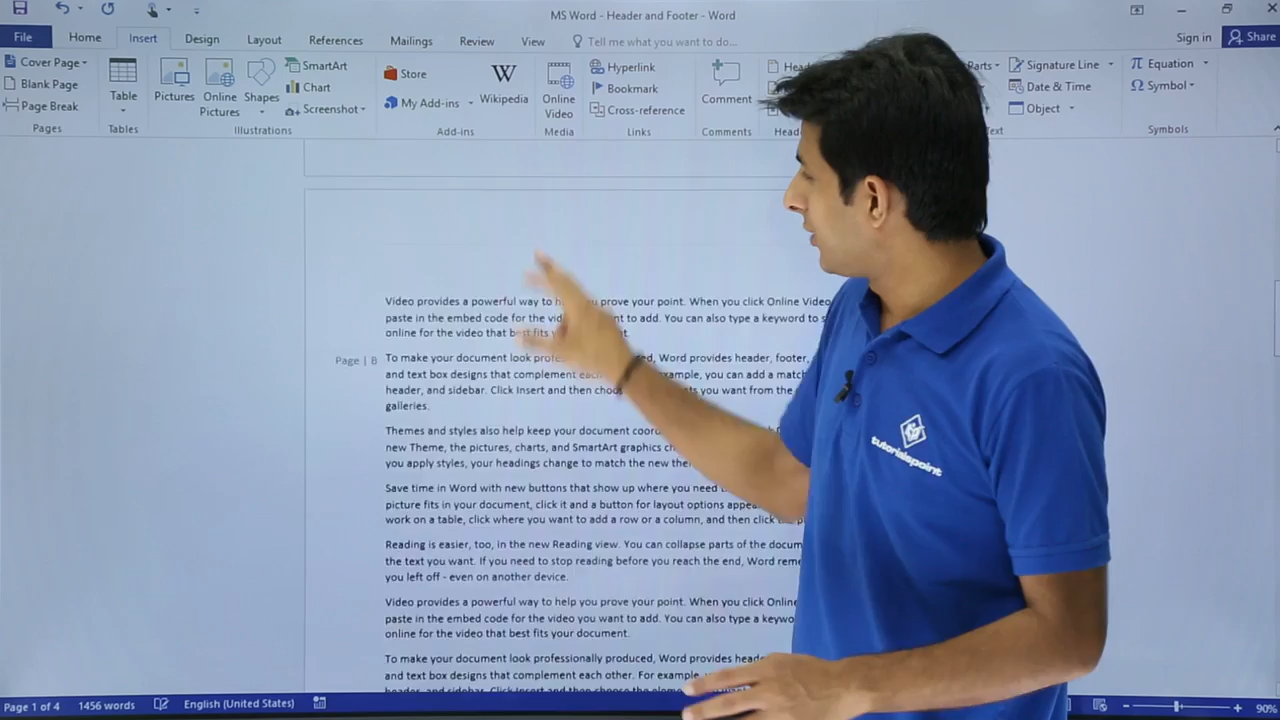 MS Word - Header and Footer - Word
File Home Insert Design Layout References Mailings Review View Tell me what you want to do... Sign in Share
Cover Page
Blank Page
Page Break
Pages
Table
Tables
Pictures
Online Pictures
Shapes
SmartArt
Chart
Screenshot
Illustrations
Store
My Add-ins
Wikipedia
Add-ins
Online Video
Media
Hyperlink
Bookmark
Cross-reference
Links
Comment
Comments
Signature Line
Date & Time
Object
Text
Equation
Symbol
Symbols
Video provides a powerful way to you prove your point. When you click Online Video
paste in the embed code for the want to add. You can also type a keyword to
online for the video that best fits
Page | B
To make your document look Word provides header, footer,
and text box designs that complement example, you can add a
header, and sidebar. Click Insert and then you want from the
galleries.
Themes and styles also help keep your document
new Theme, the pictures, charts, and SmartArt graphics
you apply styles, your headings change to match the new
Save time in Word with new buttons that show up where you need
picture fits in your document, click it and a button for layout options
work on a table, click where you want to add a row or a column, and then click
Reading is easier, too, in the new Reading view. You can collapse parts of the
the text you want. If you need to stop reading before you reach the end, Word
you left off - even on another device.
Video provides a powerful way to help you prove your point. When you click Online
paste in the embed code for the video you want to add. You can also type a
online for the video that best fits your document.
To make your document look professionally produced, Word provides
and text box designs that complement each other. For example,
header, and sidebar. Click Insert and then choose the
tutorialspoint
Page 1 of 4 1456 words English (United States) 90%